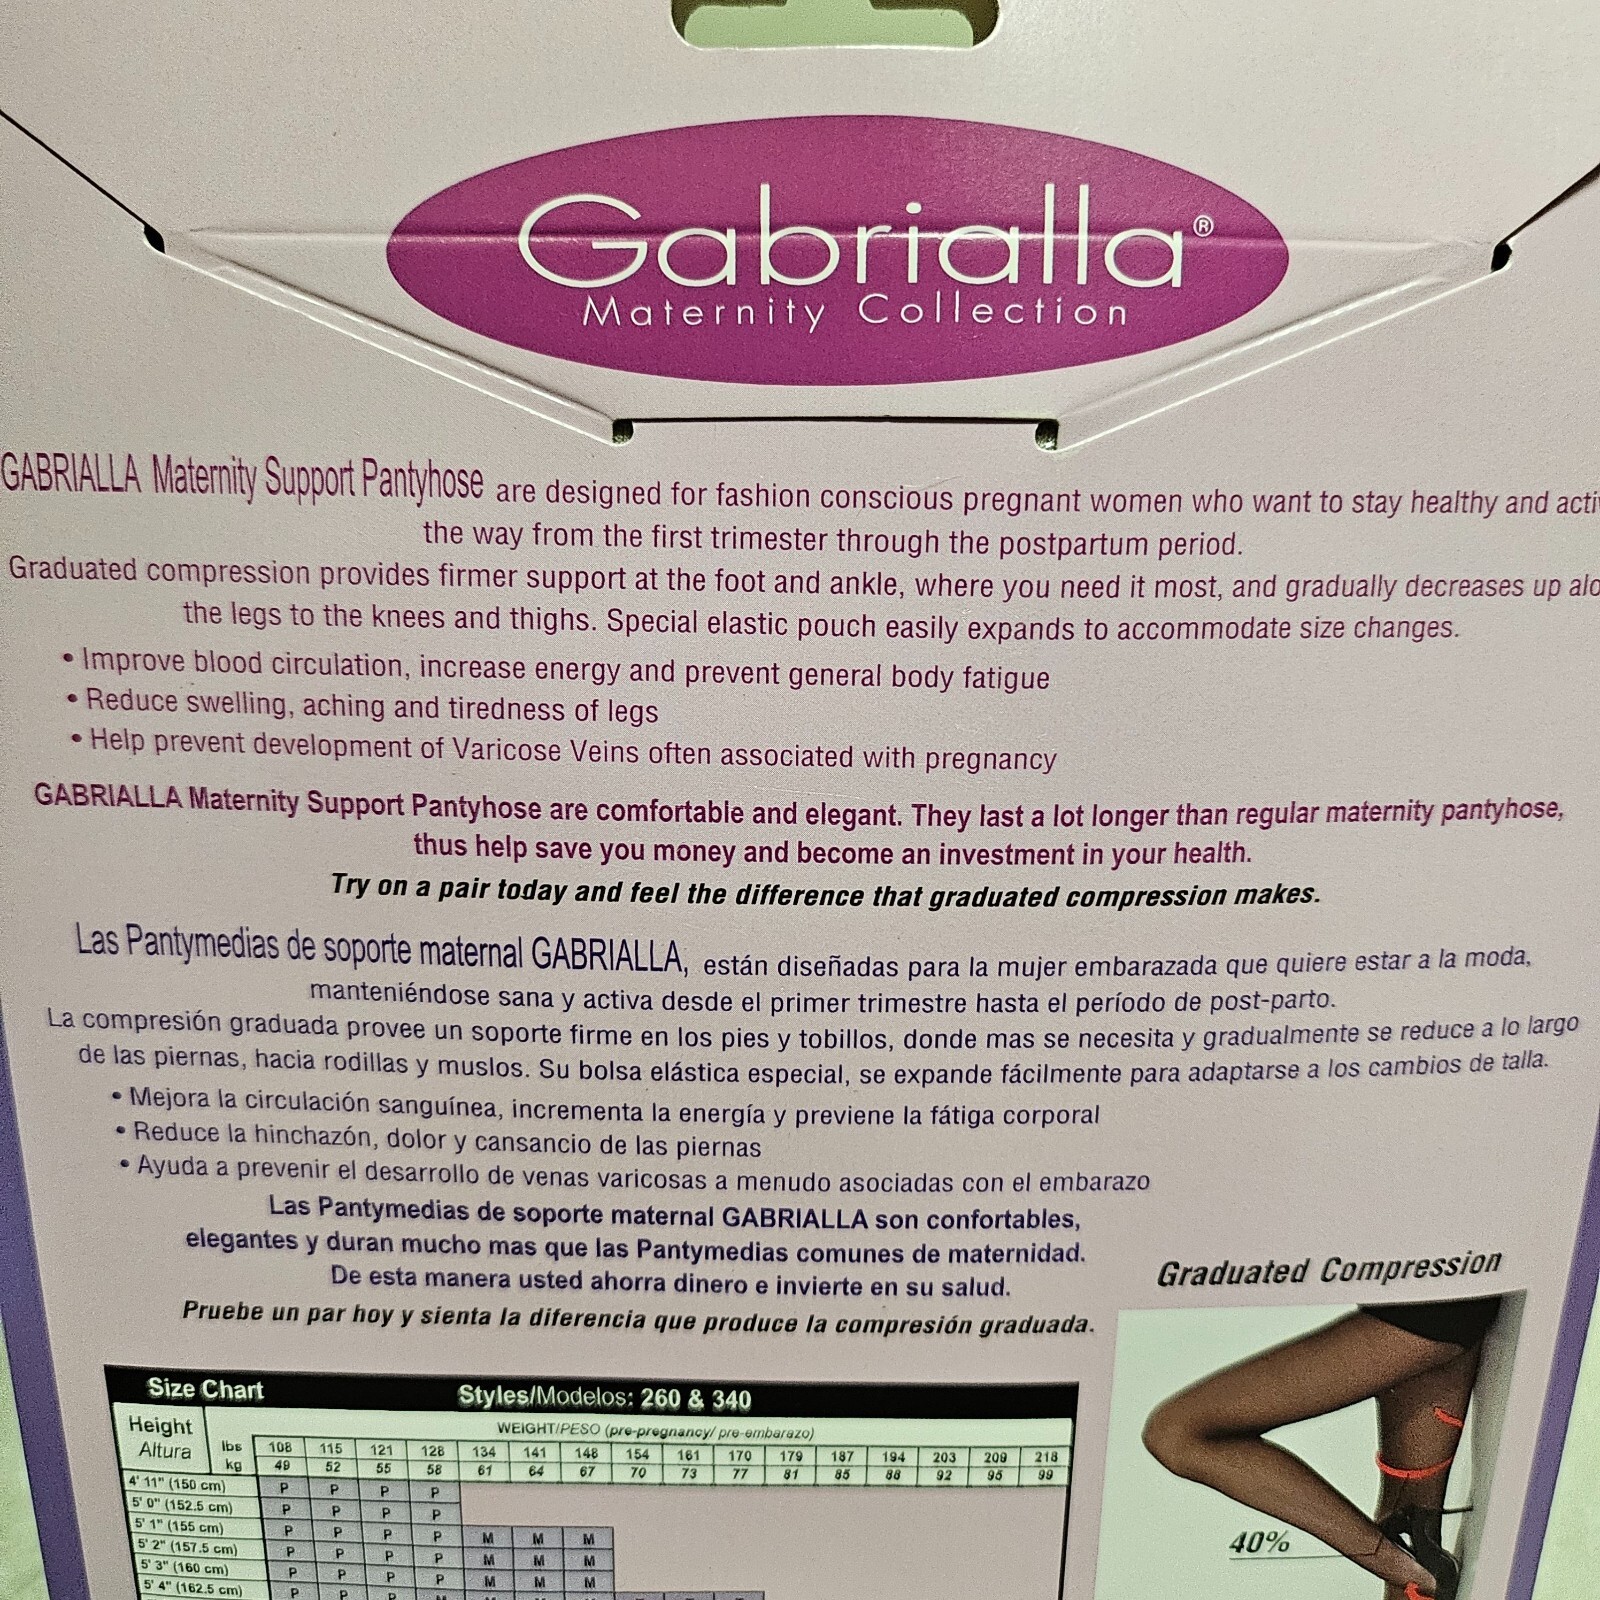 Gabrialla®
Maternity Collection
GABRIALLA Maternity Support Pantyhose are designed for fashion conscious pregnant women who want to stay healthy and
the way from the first trimester through the postpartum period.
Graduated compression provides firmer support at the foot and ankle, where you need it most, and gradually decreases up
the legs to the knees and thighs. Special elastic pouch easily expands to accommodate size changes.
• Improve blood circulation, increase energy and prevent general body fatigue
• Reduce swelling, aching and tiredness of legs
• Help prevent development of Varicose Veins often associated with pregnancy
GABRIALLA Maternity Support Pantyhose are comfortable and elegant. They last a lot longer than regular maternity pantyhose,
thus help save you money and become an investment in your health.
Try on a pair today and feel the difference that graduated compression makes.
Las Pantymedias de soporte maternal GABRIALLA, están diseñadas para la mujer embarazada que quiere estar a la moda,
manteniéndose sana y activa desde el primer trimestre hasta el período de post-parto.
La compresión graduada provee un soporte firme en los pies y tobillos, donde mas se necesita y gradualmente se reduce a lo largo
de las piernas, hacia rodillas y muslos. Su bolsa elástica especial, se expande fácilmente para adaptarse a los cambios de talla.
• Mejora la circulación sanguínea, incrementa la energía y previene la fátiga corporal
• Reduce la hinchazón, dolor y cansancio de las piernas
• Ayuda a prevenir el desarrollo de venas varicosas a menudo asociadas con el embarazo
Las Pantymedias de soporte maternal GABRIALLA son confortables,
elegantes y duran mucho mas que las Pantymedias comunes de maternidad.
De esta manera usted ahorra dinero e invierte en su salud.
Pruebe un par hoy y sienta la diferencia que produce la compresión graduada.
Graduated Compression
40%
Size Chart Styles/Modelos: 260 & 340
Height Altura
WEIGHT/PESO (pre-pregnancy/ pre-embarazo)
lbs 108 115 121 128 134 141 148 154 161 170 179 187 194 203 209 218
kg 49 52 55 58 61 64 67 70 73 77 81 85 88 92 95 99
4' 11" (150 cm) P P P P
5' 0" (152.5 cm) P P P P
5' 1" (155 cm) P P P P M M M
5' 2" (157.5 cm) P P P P M M M
5' 3" (160 cm) P P P P M M M
5' 4" (162.5 cm) P P P